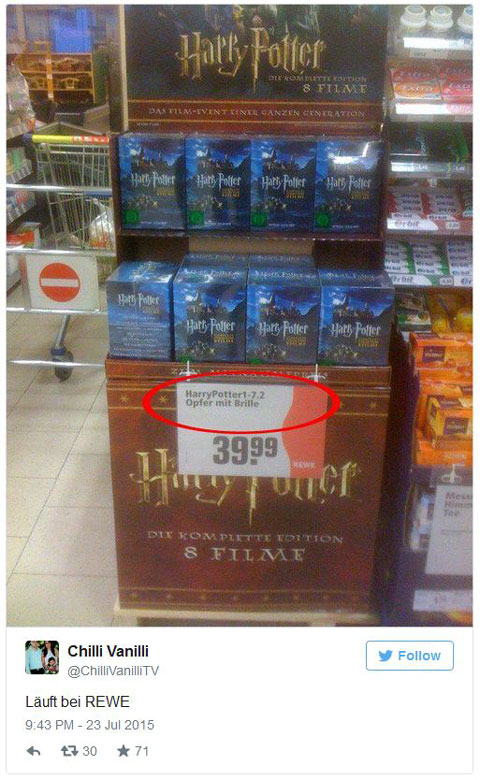 Harry Potter
DIE KOMPLETTE EDITION
8 FILME
DAS FILM-EVENT EINER GANZEN GENERATION
Harry Potter Harry Potter Harry Potter Harry Potter
Harry Potter Harry Potter Harry Potter Harry Potter
HarryPotter1-7.2
Opfer mit Brille
39.99
REWE
Harry Potter
DIE KOMPLETTE EDITION
8 FILME
Orbit
Chilli Vanilli
@ChilliVanilliTV
Follow
Läuft bei REWE
9:43 PM - 23 Jul 2015
30 71